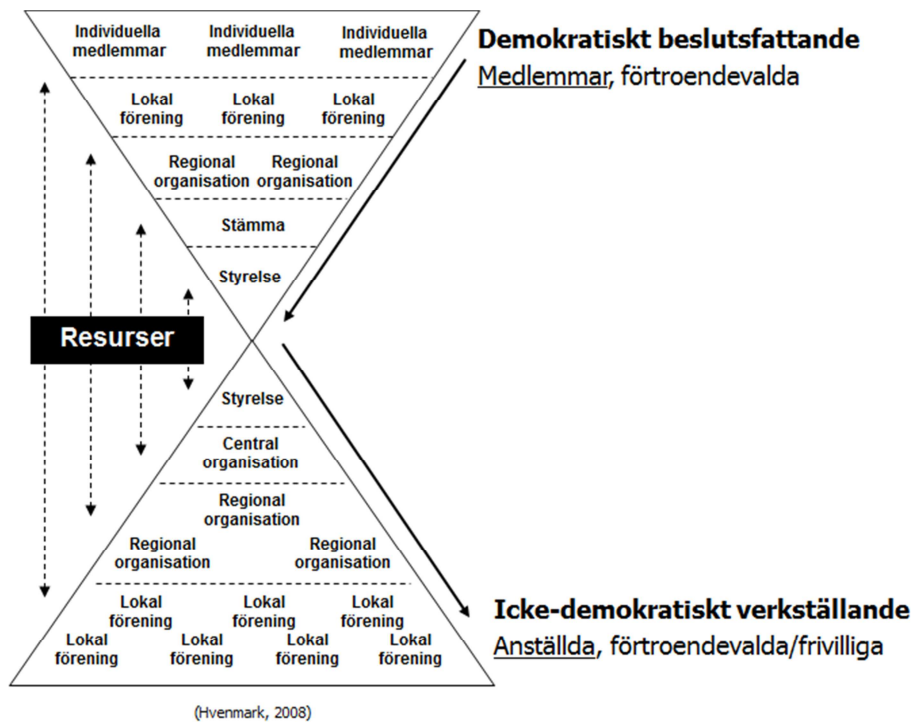 Individuella Individuella Individuella
medlemmar medlemmar medlemmar
Demokratiskt beslutsfattande
Medlemmar, förtroendevalda
Lokal Lokal Lokal
förening förening förening
Regional Regional
organisation organisation
Stämma
Styrelse
Resurser
Styrelse
Central
organisation
Regional
organisation
Regional Regional
organisation organisation
Lokal Lokal Lokal
förening förening förening
Lokal Lokal Lokal Lokal
förening förening förening förening
Icke-demokratiskt verkställande
Anställda, förtroendevalda/frivilliga
(Hvenmark, 2008)